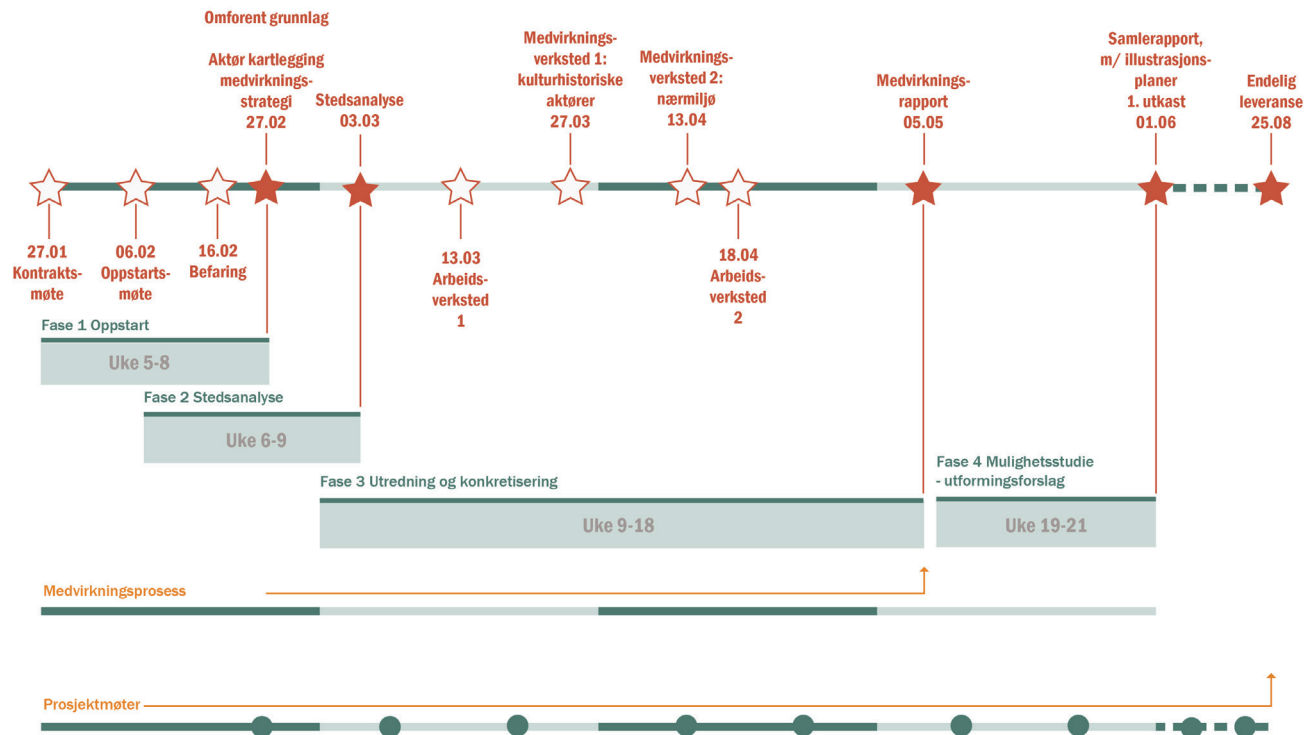 Omforent grunnlag
Aktør kartlegging
medvirknings-
strategi
27.02
Stedsanalyse
03.03
Medvirknings-
verksted 1:
kulturhistoriske
aktører
27.03
Medvirknings-
verksted 2:
nærmiljø
13.04
Medvirknings-
rapport
05.05
Samlerapport,
m/ illustrasjons-
planer
1. utkast
01.06
Endelig
leveranse
25.08
27.01
Kontrakts-
møte
06.02
Oppstarts-
møte
16.02
Befaring
13.03
Arbeids-
verksted
1
18.04
Arbeids-
verksted
2
Fase 1 Oppstart
Uke 5-8
Fase 2 Stedsanalyse
Uke 6-9
Fase 3 Utredning og konkretisering
Uke 9-18
Fase 4 Mulighetsstudie
- utformingsforslag
Uke 19-21
Medvirkningsprosess
Prosjektmøter